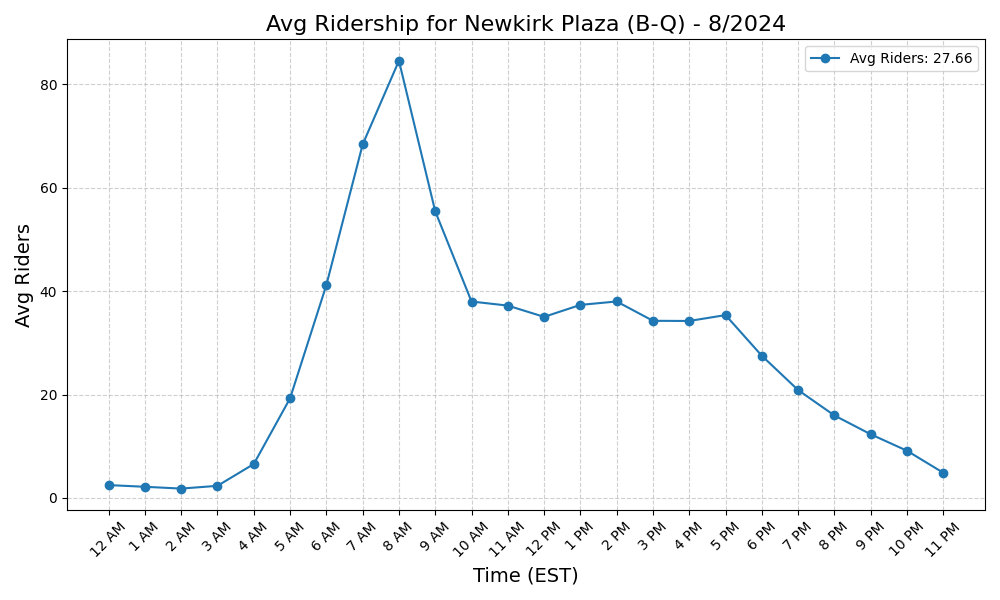 Avg Ridership for Newkirk Plaza (B-Q) - 8/2024
Avg Riders: 27.66
Avg Riders
80
60
40
20
0
12 AM
1 AM
2 AM
3 AM
4 AM
5 AM
6 AM
7 AM
8 AM
9 AM
10 AM
11 AM
12 PM
1 PM
2 PM
3 PM
4 PM
5 PM
6 PM
7 PM
8 PM
9 PM
10 PM
11 PM
Time (EST)